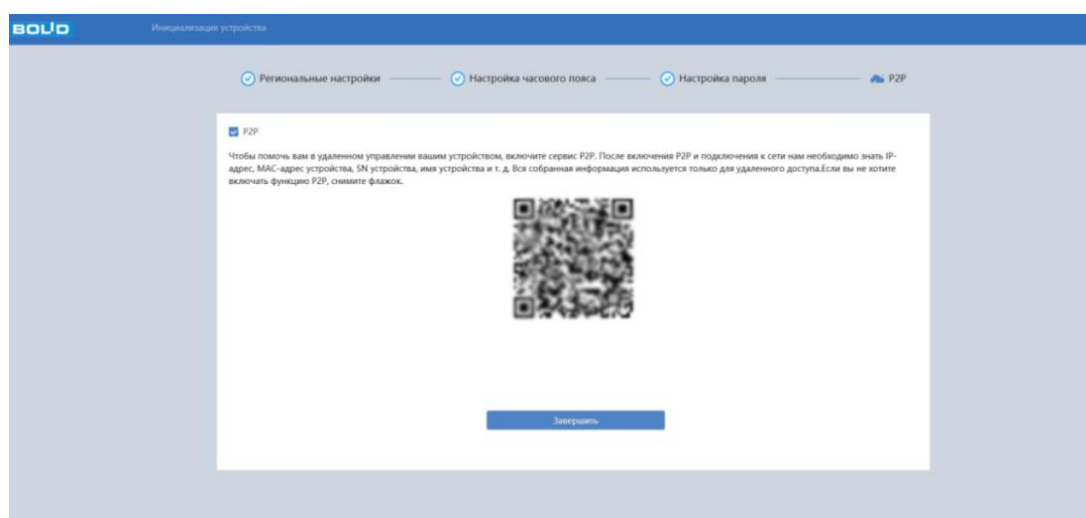 BOLID
Инициализация устройства
Региональные настройки
Настройка часового пояса
Настройка пароля
P2P
P2P
Чтобы помочь вам в удаленном управлении вашим устройством, включите сервис P2P. После включения P2P и подключения к сети нам необходимо знать IP-
адрес, MAC-адрес устройства, SN устройства, имя устройства и т. д. Вся собранная информация используется только для удаленного доступа.Если вы не хотите
включать функцию P2P, снимите флажок.
Завершить